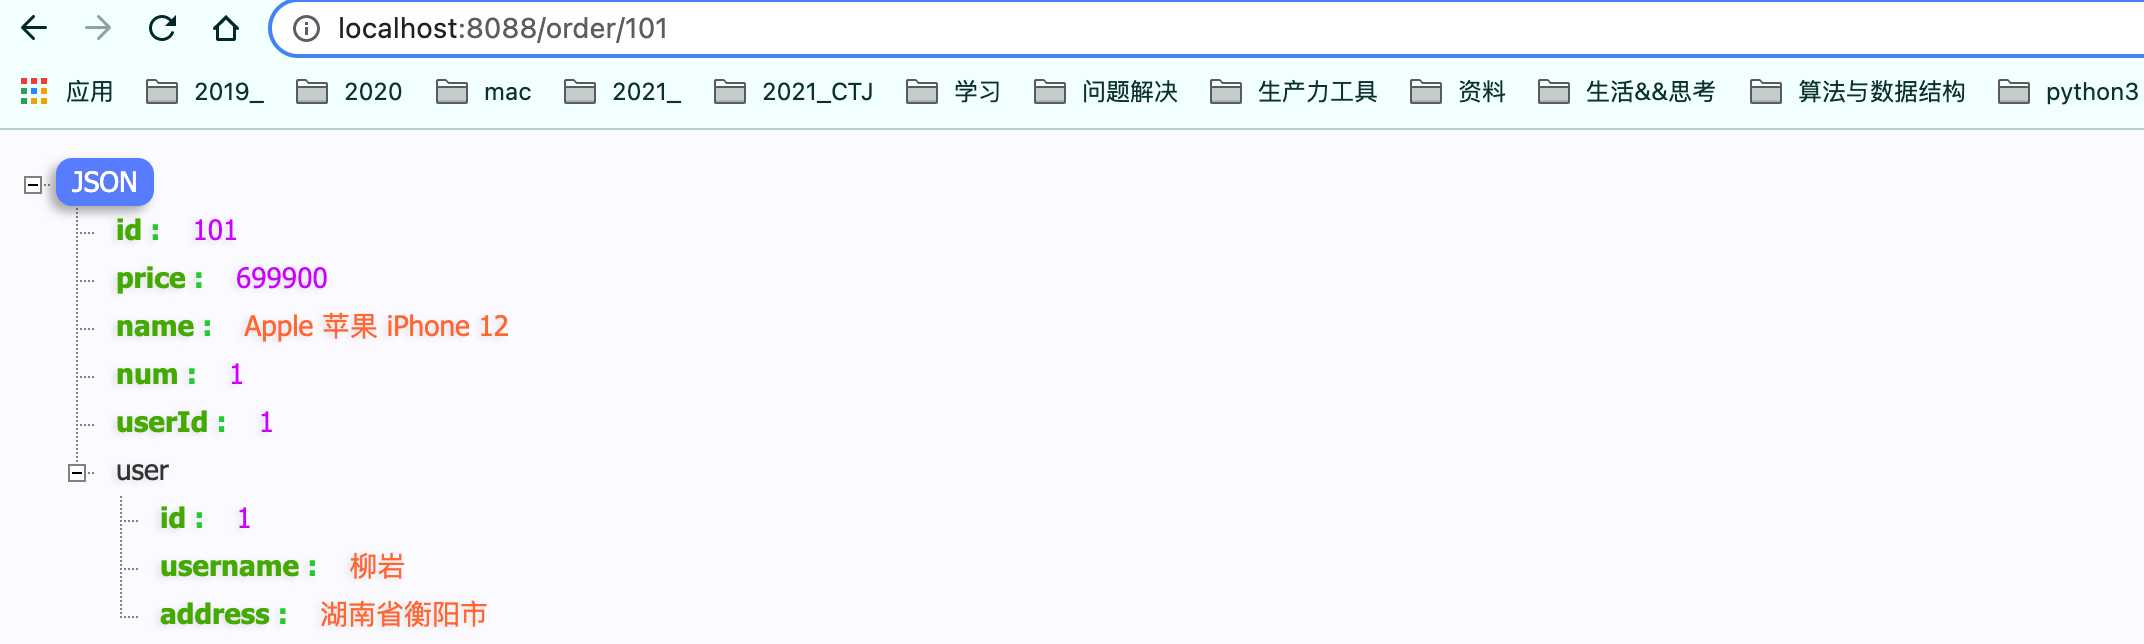 localhost:8088/order/101
应用 2019_ 2020 mac 2021_ 2021_CTJ 学习 问题解决 生产力工具 资料 生活&&思考 算法与数据结构 python3
JSON
id : 101
price : 699900
name : Apple 苹果 iPhone 12
num : 1
userId : 1
user
id : 1
username : 柳岩
address : 湖南省衡阳市